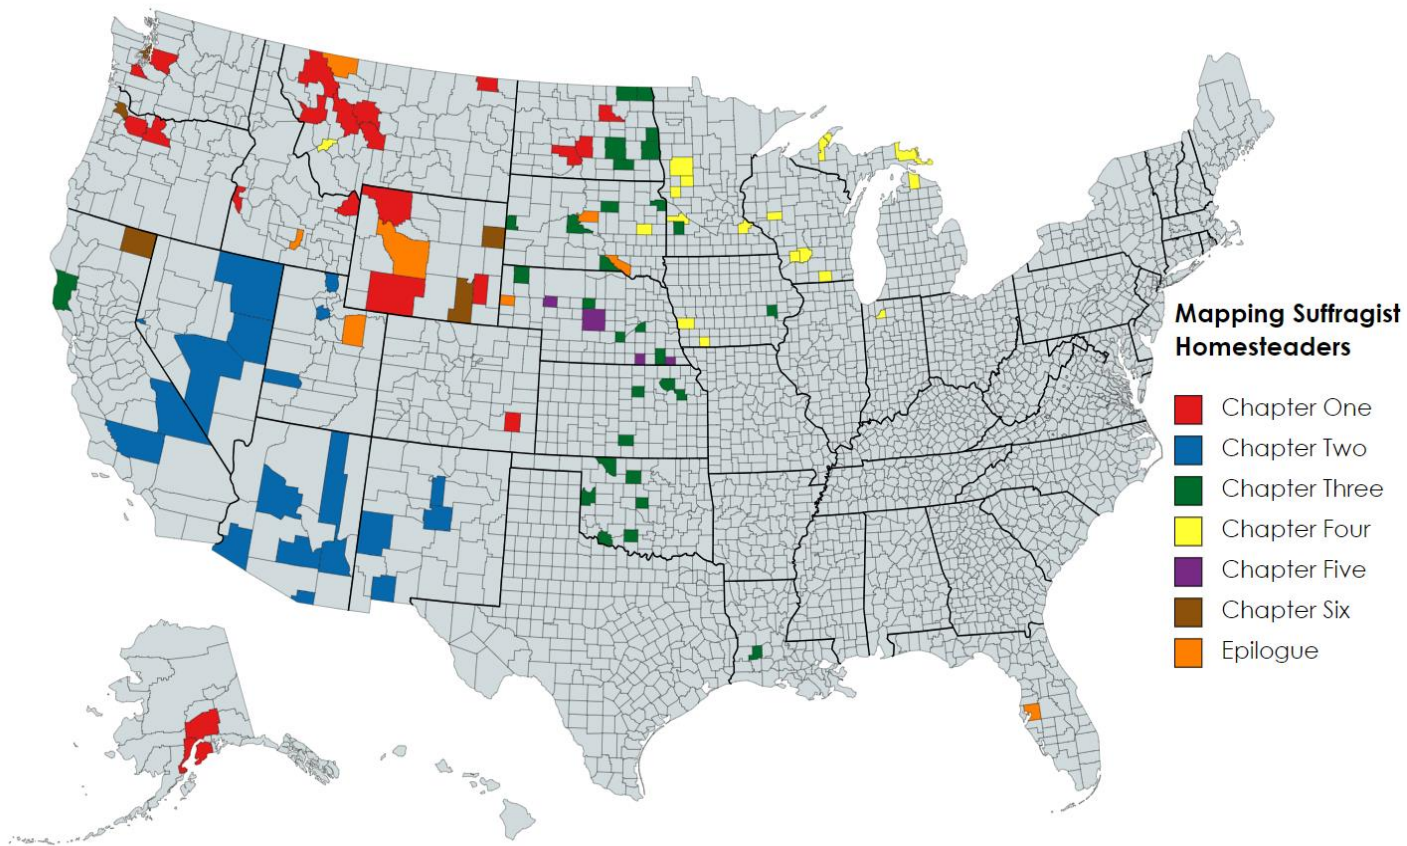 Mapping Suffragist
Homesteaders
Chapter One
Chapter Two
Chapter Three
Chapter Four
Chapter Five
Chapter Six
Epilogue